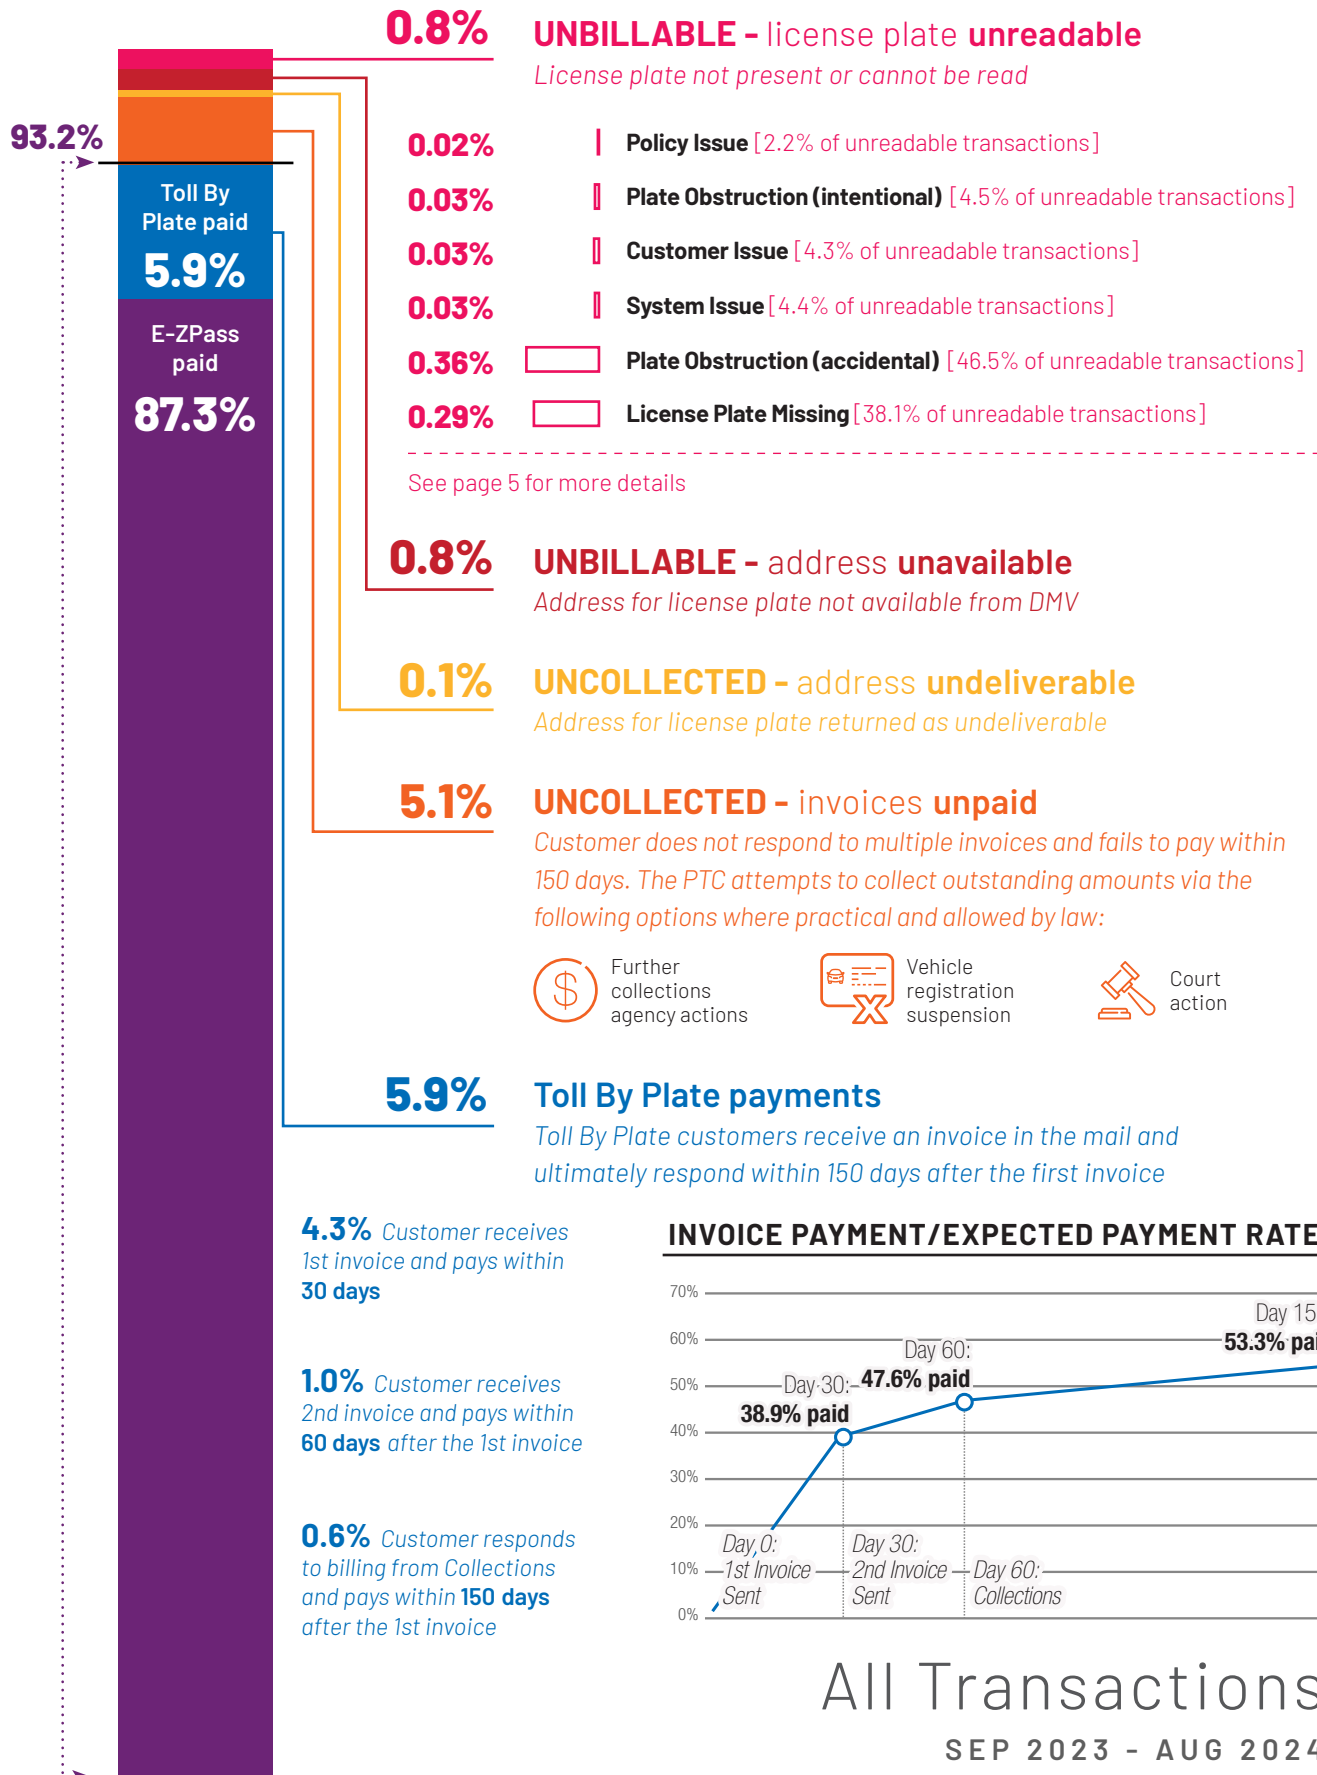 0.8% UNBILLABLE - license plate unreadable
License plate not present or cannot be read
93.2%
0.02% Policy Issue [2.2% of unreadable transactions]
0.03% Plate Obstruction (intentional) [4.5% of unreadable transactions]
0.03% Customer Issue [4.3% of unreadable transactions]
0.03% System Issue [4.4% of unreadable transactions]
0.36% Plate Obstruction (accidental) [46.5% of unreadable transactions]
0.29% License Plate Missing [38.1% of unreadable transactions]
See page 5 for more details
Toll By
Plate paid
5.9%
E-ZPass
paid
87.3%
0.8% UNBILLABLE - address unavailable
Address for license plate not available from DMV
0.1% UNCOLLECTED - address undeliverable
Address for license plate returned as undeliverable
5.1% UNCOLLECTED - invoices unpaid
Customer does not respond to multiple invoices and fails to pay within
150 days. The PTC attempts to collect outstanding amounts via the
following options where practical and allowed by law:
Further
collections
agency actions
Vehicle
registration
suspension
Court
action
5.9% Toll By Plate payments
Toll By Plate customers receive an invoice in the mail and
ultimately respond within 150 days after the first invoice
4.3% Customer receives
1st invoice and pays within
30 days
1.0% Customer receives
2nd invoice and pays within
60 days after the 1st invoice
0.6% Customer responds
to billing from Collections
and pays within 150 days
after the 1st invoice
INVOICE PAYMENT/EXPECTED PAYMENT RATE
70%
60%
50%
40%
30%
20%
10%
0%
Day 30:
38.9% paid
Day 60:
47.6% paid
Day 15
53.3% pai
Day 0:
1st Invoice
Sent
Day 30:
2nd Invoice
Sent
Day 60:
Collections
All Transactions
SEP 2023 - AUG 2024